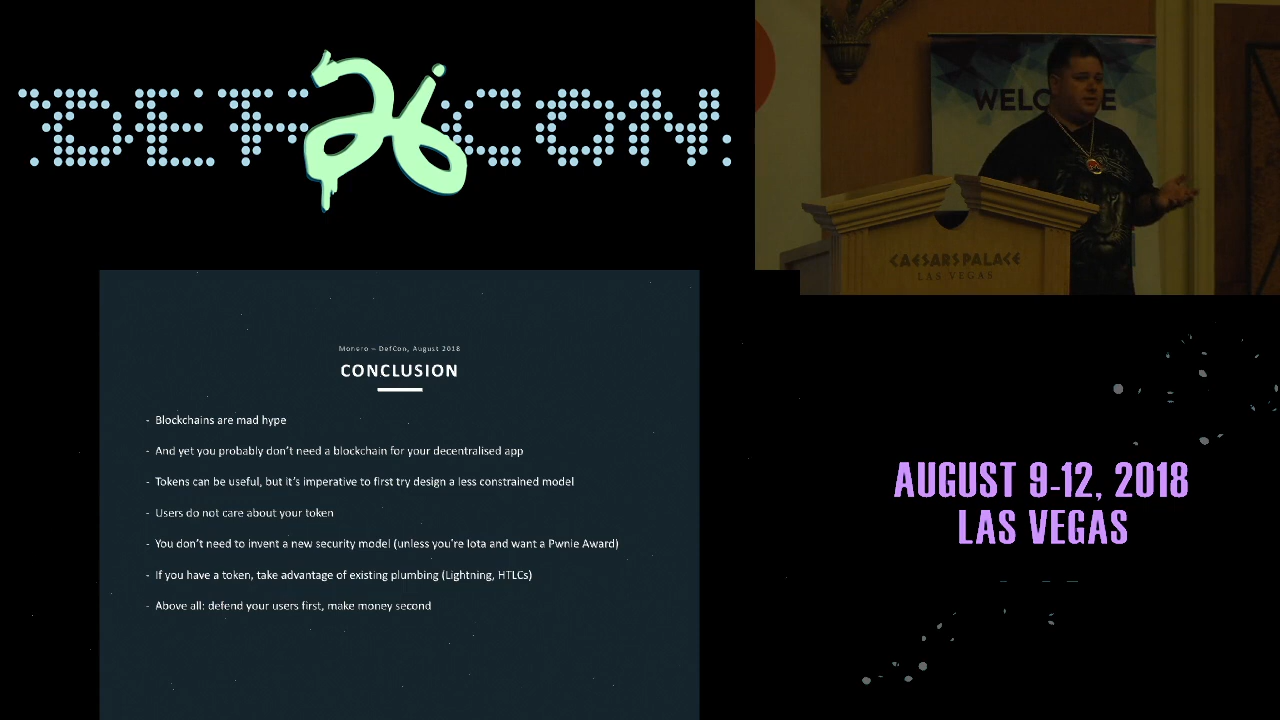 DEF 26 CON
WELCOME
CAESARS PALACE
LAS VEGAS
Monero – DefCon, August 2018
CONCLUSION
- Blockchains are mad hype
- And yet you probably don't need a blockchain for your decentralised app
- Tokens can be useful, but it's imperative to first try design a less constrained model
- Users do not care about your token
- You don't need to invent a new security model (unless you're Iota and want a Pwnie Award)
- If you have a token, take advantage of existing plumbing (Lightning, HTLCs)
- Above all: defend your users first, make money second
AUGUST 9-12, 2018
LAS VEGAS